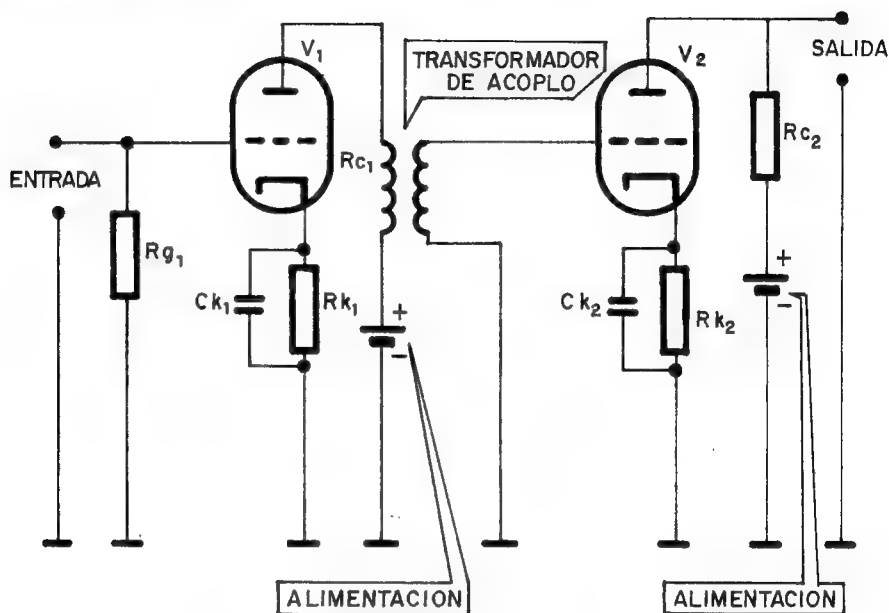 V1
TRANSFORMADOR
DE ACOPLO
V2
SALIDA
Rc1
Rc2
ENTRADA
Rg1
Ck1
Rk1
+
−
Ck2
Rk2
+
−
ALIMENTACION
ALIMENTACION